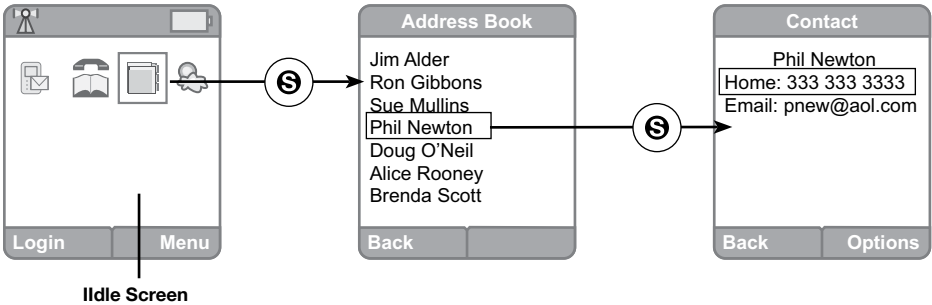 Login Menu
IIdle Screen
S
Address Book
Jim Alder
Ron Gibbons
Sue Mullins
Phil Newton
Doug O’Neil
Alice Rooney
Brenda Scott
Back
S
Contact
Phil Newton
Home: 333 333 3333
Email: pnew@aol.com
Back Options